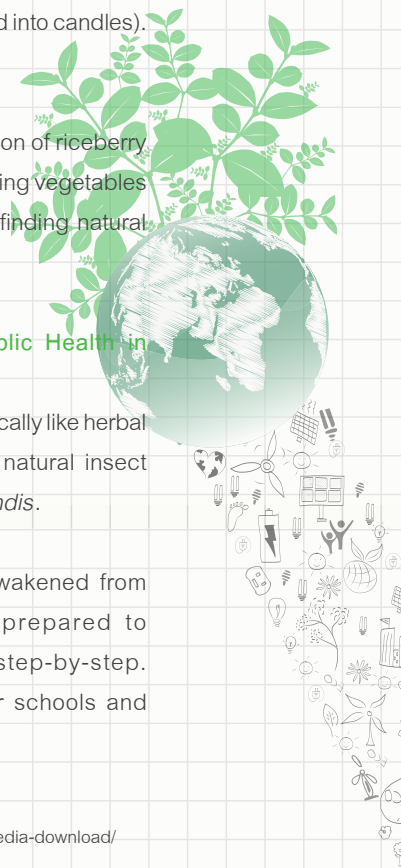 d into candles).
on of riceberry
ing vegetables
finding natural
Health in
cally like herbal
natural insect
ndis.
wakened from
prepared to
step-by-step.
r schools and
edia-download/